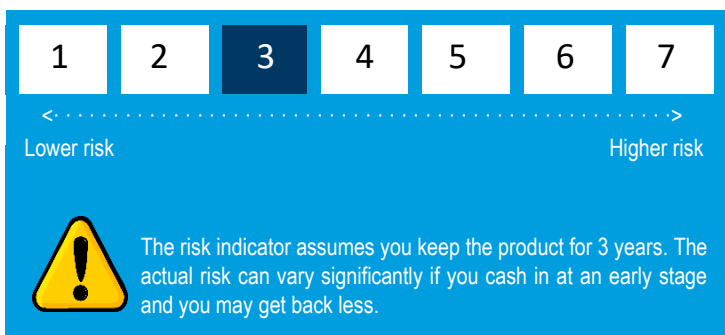 1 2 3 4 5 6 7
Lower risk Higher risk
The risk indicator assumes you keep the product for 3 years. The
actual risk can vary significantly if you cash in at an early stage
and you may get back less.